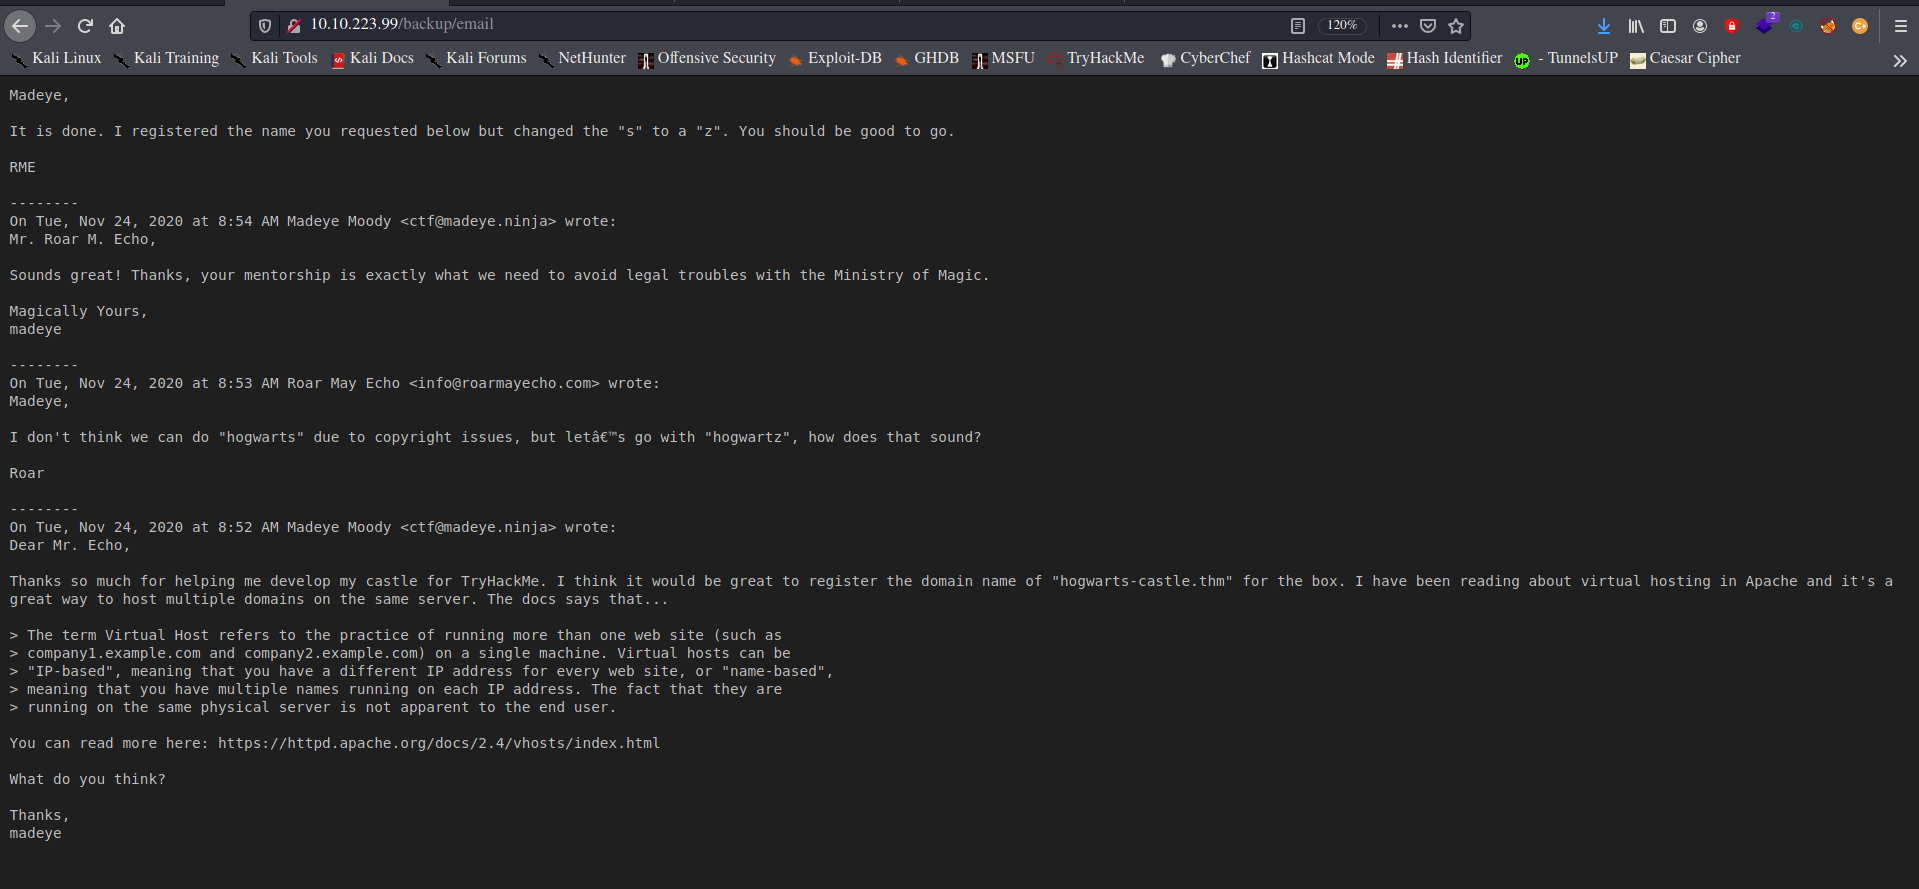 10.10.223.99/backup/email
120%
2
Kali Linux Kali Training Kali Tools Kali Docs Kali Forums NetHunter Offensive Security Exploit-DB GHDB MSFU TryHackMe CyberChef Hashcat Mode Hash Identifier UP - TunnelsUP Caesar Cipher
Madeye,
It is done. I registered the name you requested below but changed the "s" to a "z". You should be good to go.
RME
--------
On Tue, Nov 24, 2020 at 8:54 AM Madeye Moody <ctf@madeye.ninja> wrote:
Mr. Roar M. Echo,
Sounds great! Thanks, your mentorship is exactly what we need to avoid legal troubles with the Ministry of Magic.
Magically Yours,
madeye
--------
On Tue, Nov 24, 2020 at 8:53 AM Roar May Echo <info@roarmayecho.com> wrote:
Madeye,
I don't think we can do "hogwarts" due to copyright issues, but letâ€™s go with "hogwartz", how does that sound?
Roar
--------
On Tue, Nov 24, 2020 at 8:52 AM Madeye Moody <ctf@madeye.ninja> wrote:
Dear Mr. Echo,
Thanks so much for helping me develop my castle for TryHackMe. I think it would be great to register the domain name of "hogwarts-castle.thm" for the box. I have been reading about virtual hosting in Apache and it's a
great way to host multiple domains on the same server. The docs says that...
> The term Virtual Host refers to the practice of running more than one web site (such as
> company1.example.com and company2.example.com) on a single machine. Virtual hosts can be
> "IP-based", meaning that you have a different IP address for every web site, or "name-based",
> meaning that you have multiple names running on each IP address. The fact that they are
> running on the same physical server is not apparent to the end user.
You can read more here: https://httpd.apache.org/docs/2.4/vhosts/index.html
What do you think?
Thanks,
madeye